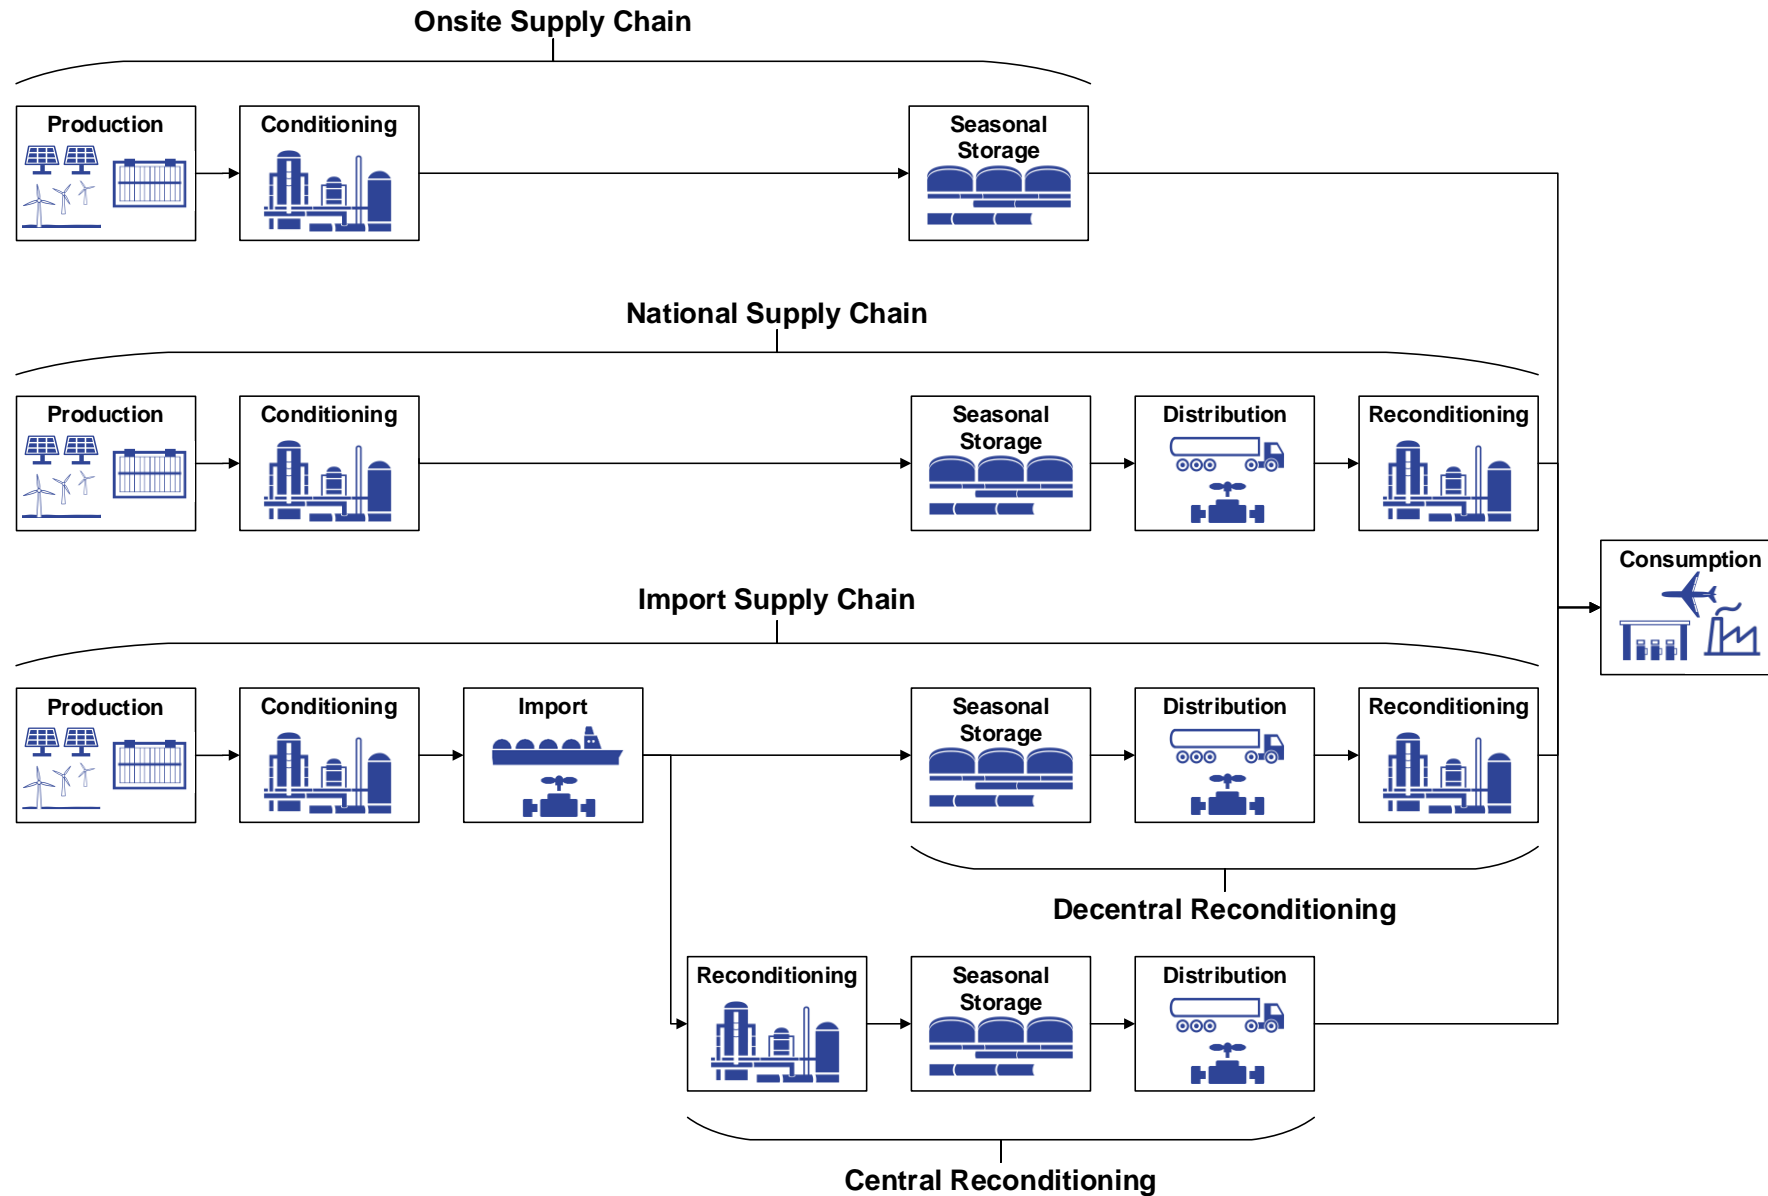 Onsite Supply Chain
Production
Conditioning
Seasonal
Storage
National Supply Chain
Production
Conditioning
Seasonal
Storage
Distribution
Reconditioning
Consumption
Import Supply Chain
Production
Conditioning
Import
Seasonal
Storage
Distribution
Reconditioning
Decentral Reconditioning
Reconditioning
Seasonal
Storage
Distribution
Central Reconditioning